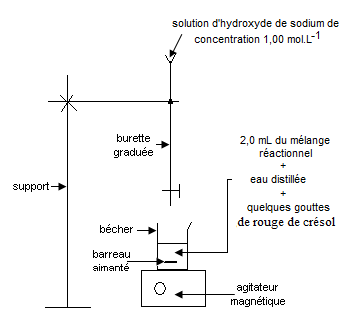 solution d'hydroxyde de sodium de
concentration 1,00 mol.L-1
burette
graduée
2,0 mL du mélange
réactionnel
+
eau distillée
+
quelques gouttes
de rouge de crésol
support
bécher
barreau
aimanté
agitateur
magnétique